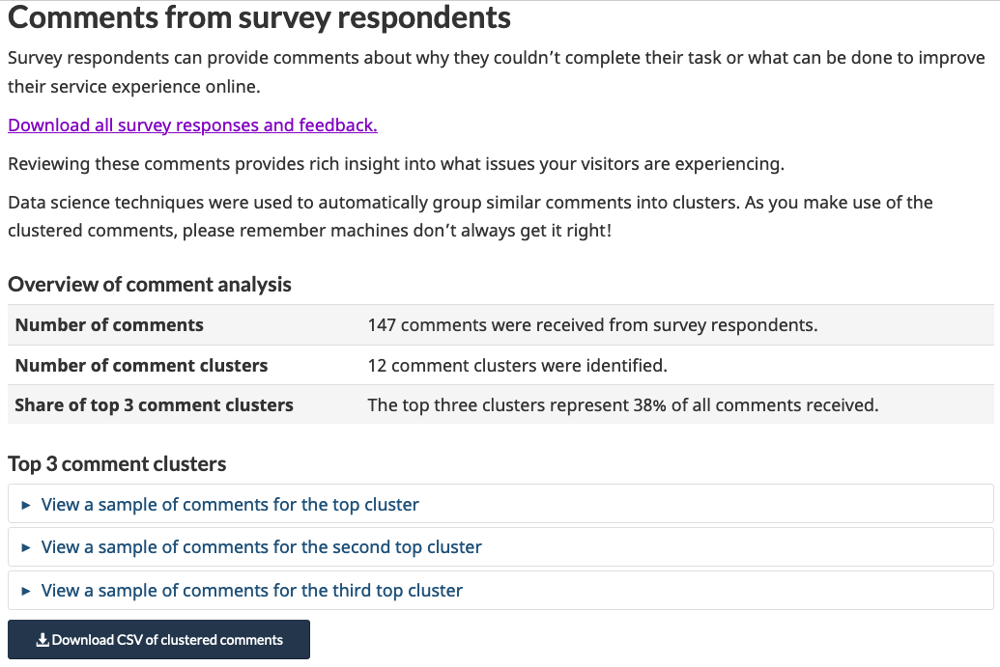 Comments from survey respondents
Survey respondents can provide comments about why they couldn’t complete their task or what can be done to improve
their service experience online.
Download all survey responses and feedback.
Reviewing these comments provides rich insight into what issues your visitors are experiencing.
Data science techniques were used to automatically group similar comments into clusters. As you make use of the
clustered comments, please remember machines don’t always get it right!
Overview of comment analysis
Number of comments 147 comments were received from survey respondents.
Number of comment clusters 12 comment clusters were identified.
Share of top 3 comment clusters The top three clusters represent 38% of all comments received.
Top 3 comment clusters
View a sample of comments for the top cluster
View a sample of comments for the second top cluster
View a sample of comments for the third top cluster
Download CSV of clustered comments